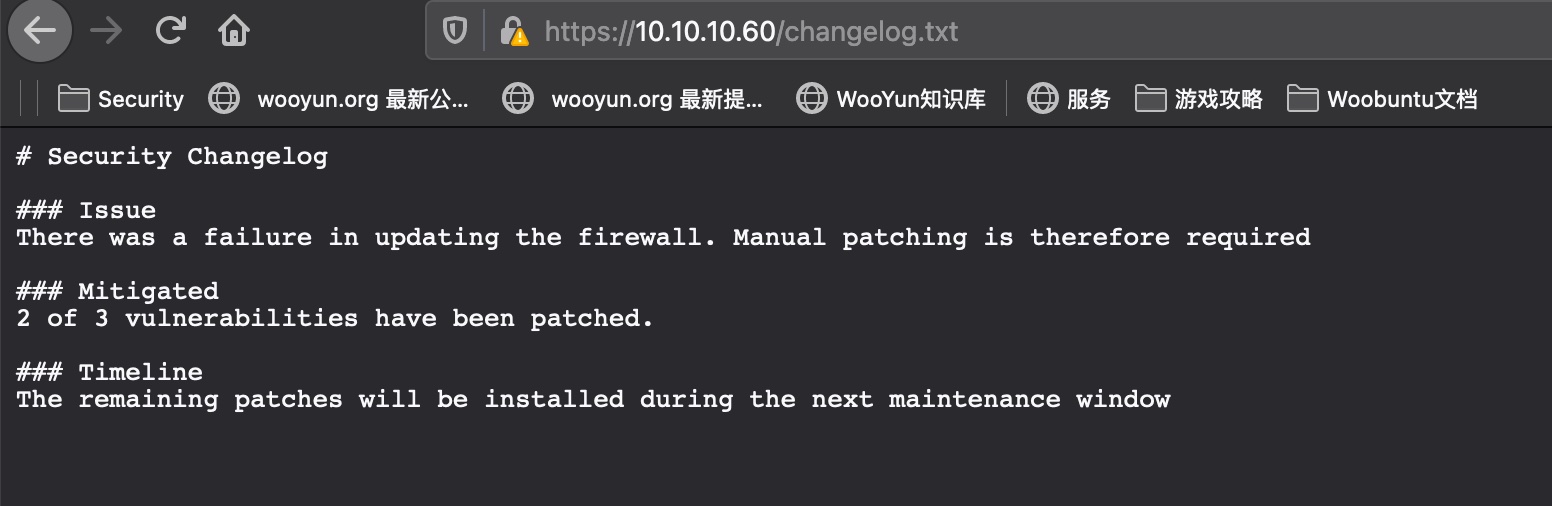 https://10.10.10.60/changelog.txt
Security wooyun.org 最新公... wooyun.org 最新提... WooYun知识库 服务 游戏攻略 Woobuntu文档
# Security Changelog
### Issue
There was a failure in updating the firewall. Manual patching is therefore required
### Mitigated
2 of 3 vulnerabilities have been patched.
### Timeline
The remaining patches will be installed during the next maintenance window